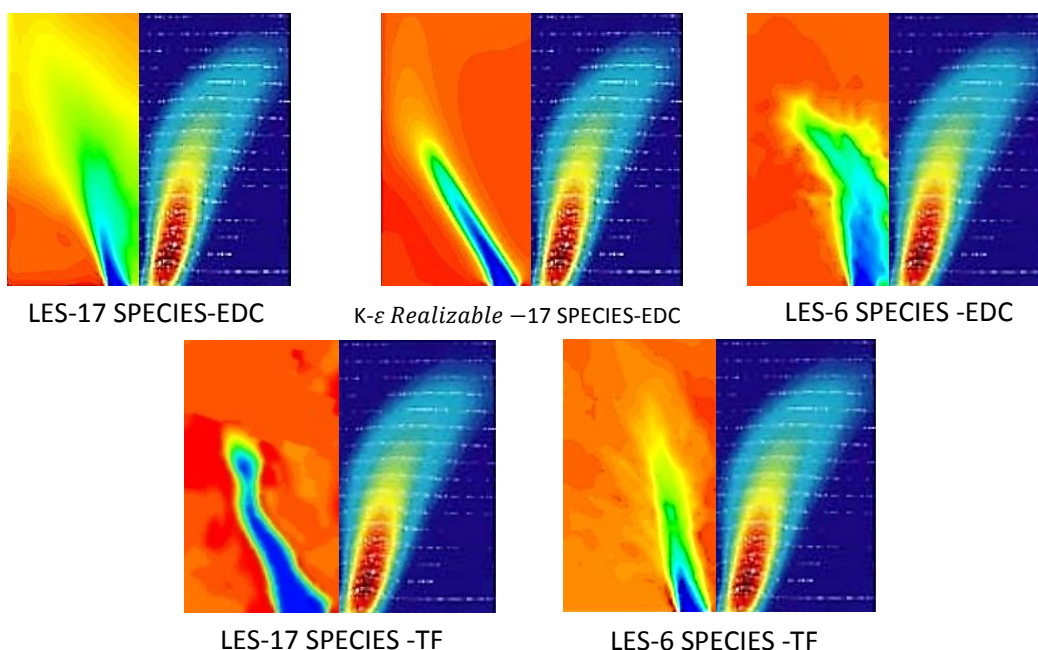 LES-17 SPECIES-EDC
K-ε Realizable −17 SPECIES-EDC
LES-6 SPECIES -EDC
LES-17 SPECIES -TF
LES-6 SPECIES -TF